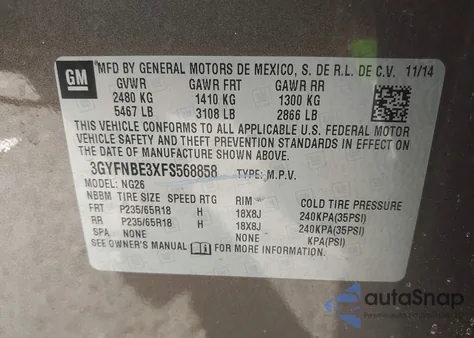 GM
MFD BY GENERAL MOTORS DE MEXICO, S. DE R.L. DE C.V. 11/14
GVWR GAWR FRT GAWR RR
2480 KG 1410 KG 1300 KG
5467 LB 3108 LB 2866 LB
THIS VEHICLE CONFORMS TO ALL APPLICABLE U.S. FEDERAL MOTOR
VEHICLE SAFETY AND THEFT PREVENTION STANDARDS IN EFFECT ON
THE DATE OF MANUFACTURE SHOWN ABOVE.
3GYFNBE3XFS568858 TYPE: M.P.V.
MODEL: NG26
NBBM TIRE SIZE SPEED RTG RIM COLD TIRE PRESSURE
FRT P235/65R18 H 18X8J 240KPA(35PSI)
RR P235/65R18 H 18X8J 240KPA(35PSI)
SPA NONE NONE KPA(PSI)
SEE OWNER'S MANUAL FOR MORE INFORMATION.
autoSnap